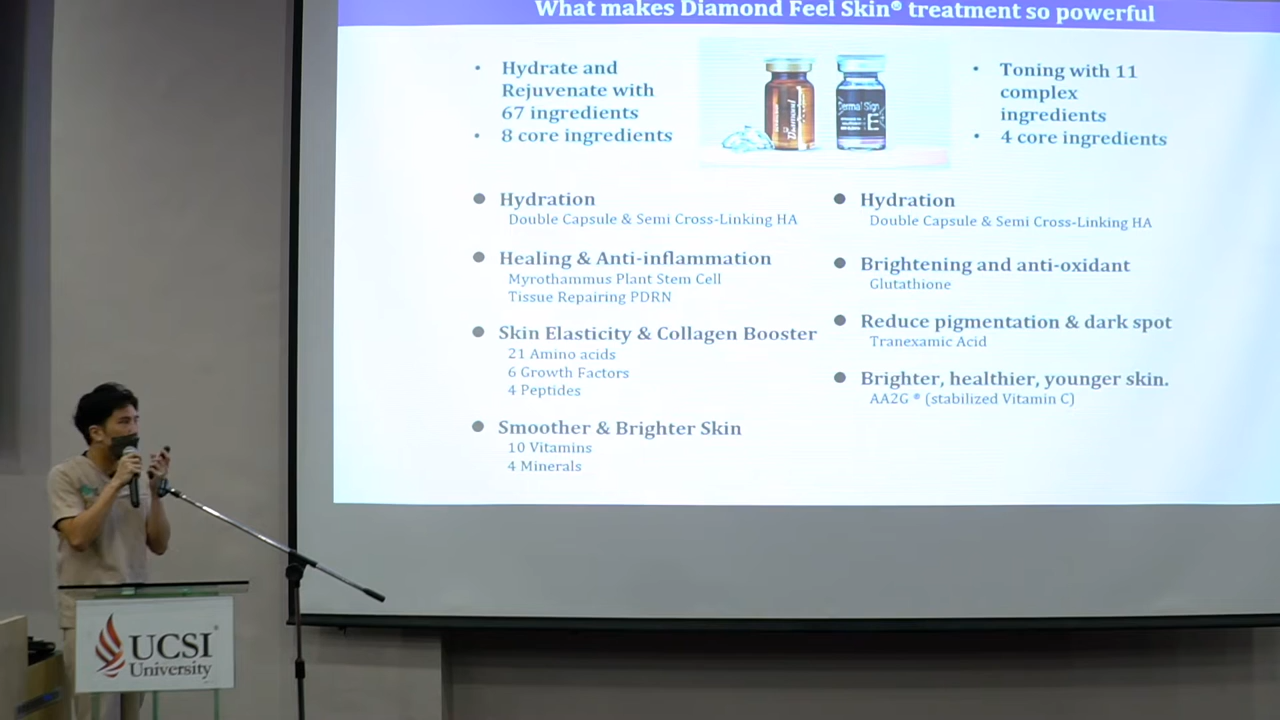 What makes Diamond Feel Skin® treatment so powerful
• Hydrate and
Rejuvenate with
67 ingredients
• 8 core ingredients
Diamond
Dermal Sign
E
• Toning with 11
complex
ingredients
• 4 core ingredients
● Hydration
Double Capsule & Semi Cross-Linking HA
● Healing & Anti-inflammation
Myrothammus Plant Stem Cell
Tissue Repairing PDRN
● Skin Elasticity & Collagen Booster
21 Amino acids
6 Growth Factors
4 Peptides
● Smoother & Brighter Skin
10 Vitamins
4 Minerals
● Hydration
Double Capsule & Semi Cross-Linking HA
● Brightening and anti-oxidant
Glutathione
● Reduce pigmentation & dark spot
Tranexamic Acid
● Brighter, healthier, younger skin.
AA2G ® (stabilized Vitamin C)
UCSI
University